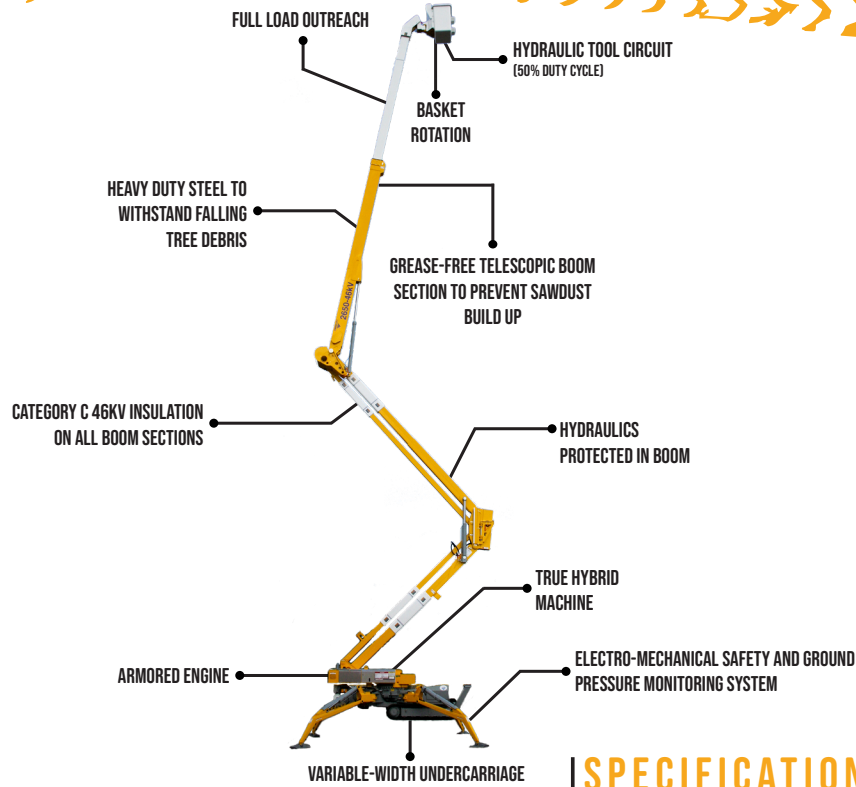 FULL LOAD OUTREACH
HYDRAULIC TOOL CIRCUIT
(50% DUTY CYCLE)
BASKET
ROTATION
HEAVY DUTY STEEL TO
WITHSTAND FALLING
TREE DEBRIS
GREASE-FREE TELESCOPIC BOOM
SECTION TO PREVENT SAWDUST
BUILD UP
2650-46kV
CATEGORY C 46KV INSULATION
ON ALL BOOM SECTIONS
HYDRAULICS
PROTECTED IN BOOM
TRUE HYBRID
MACHINE
ARMORED ENGINE
ELECTRO-MECHANICAL SAFETY AND GROUND
PRESSURE MONITORING SYSTEM
VARIABLE-WIDTH UNDERCARRIAGE
SPECIFICATION